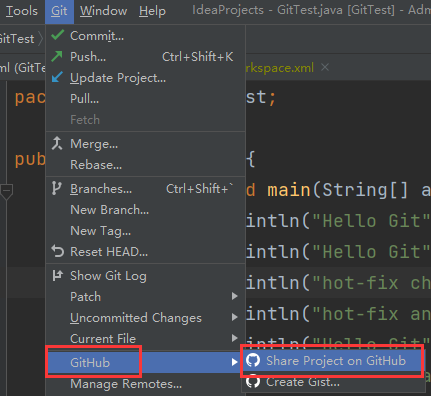 Tools Git Window Help IdeaProjects - GitTest.java [GitTest] - Adm
GitTest
Commit...
ml (GitTes
Push... Ctrl+Shift+K
rkspace.xml
Update Project...
Pull...
pac st;
Fetch
Merge...
pub {
Rebase...
Branches... Ctrl+Shift+`
d main(String[] a
New Branch...
intln("Hello Git"
New Tag...
Reset HEAD...
intln("Hello Git"
Show Git Log
intln("hot-fix ch
Patch
intln("hot-fix an
Uncommitted Changes
Current File
intln("Hello Git"
GitHub
Share Project on GitHub
Manage Remotes...
Create Gist...